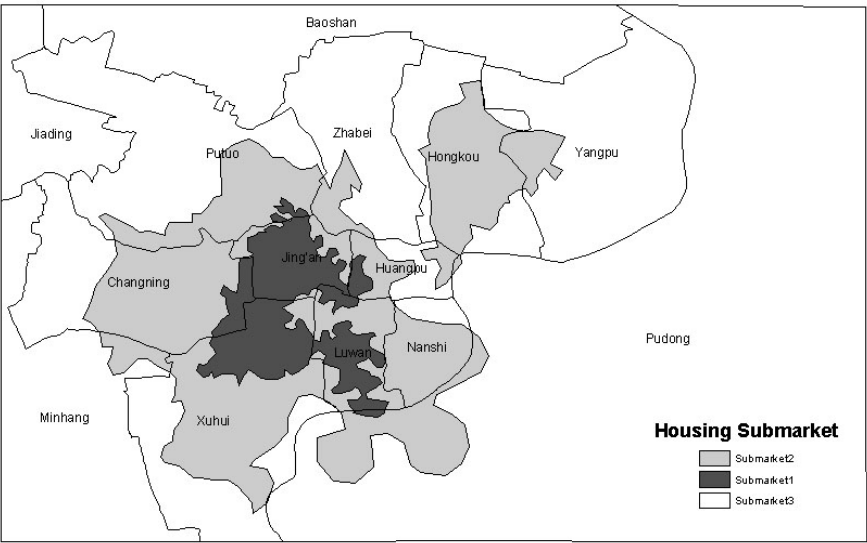 Baoshan
Jiading
Putuo
Zhabei
Hongkou
Yangpu
Changning
Jing'an
Huangpu
Luwan
Nanshi
Pudong
Minhang
Xuhui
Housing Submarket
Submarket2
Submarket1
Submarket3